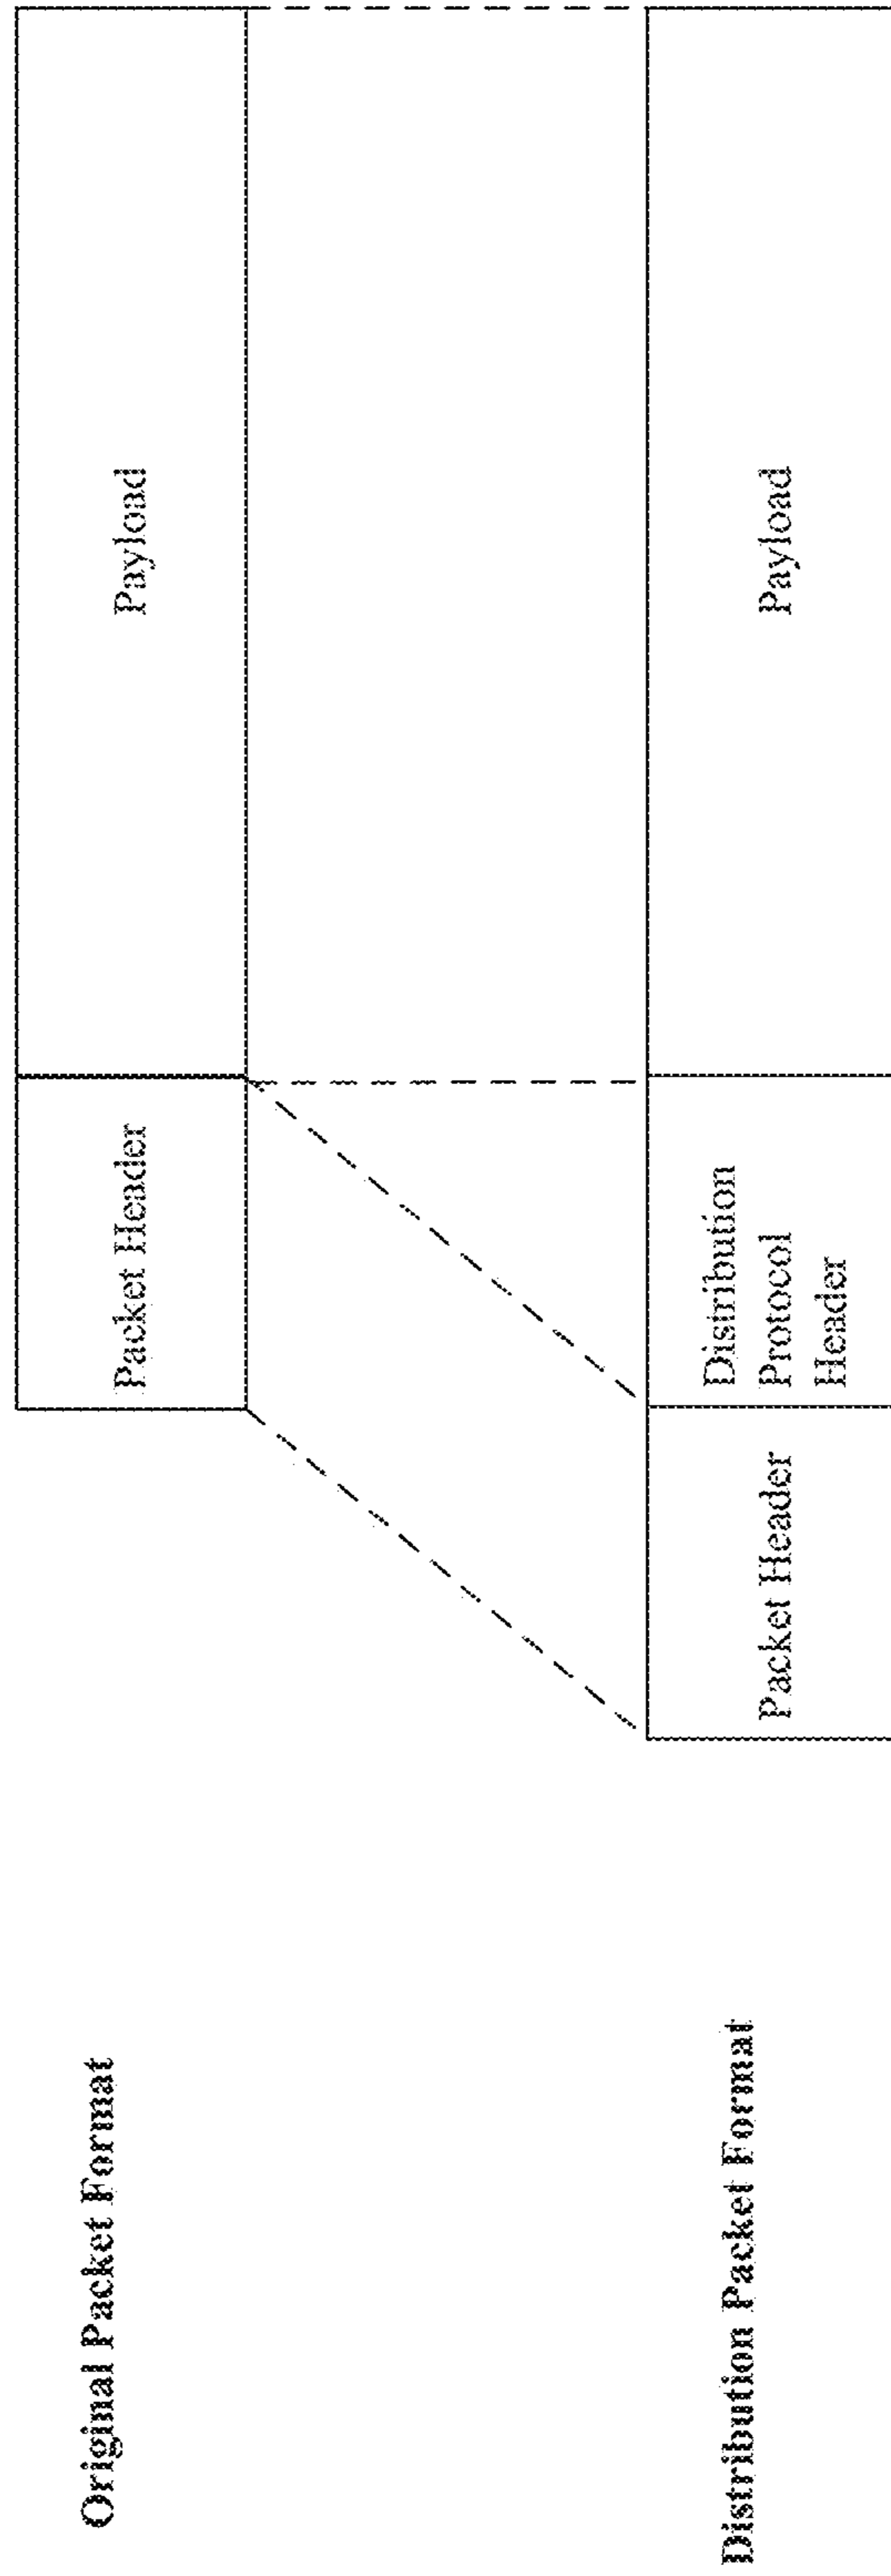 Original Packet Format
Packet Header
Payload
Distribution Packet Format
Packet Header
Distribution
Protocol
Header
Payload